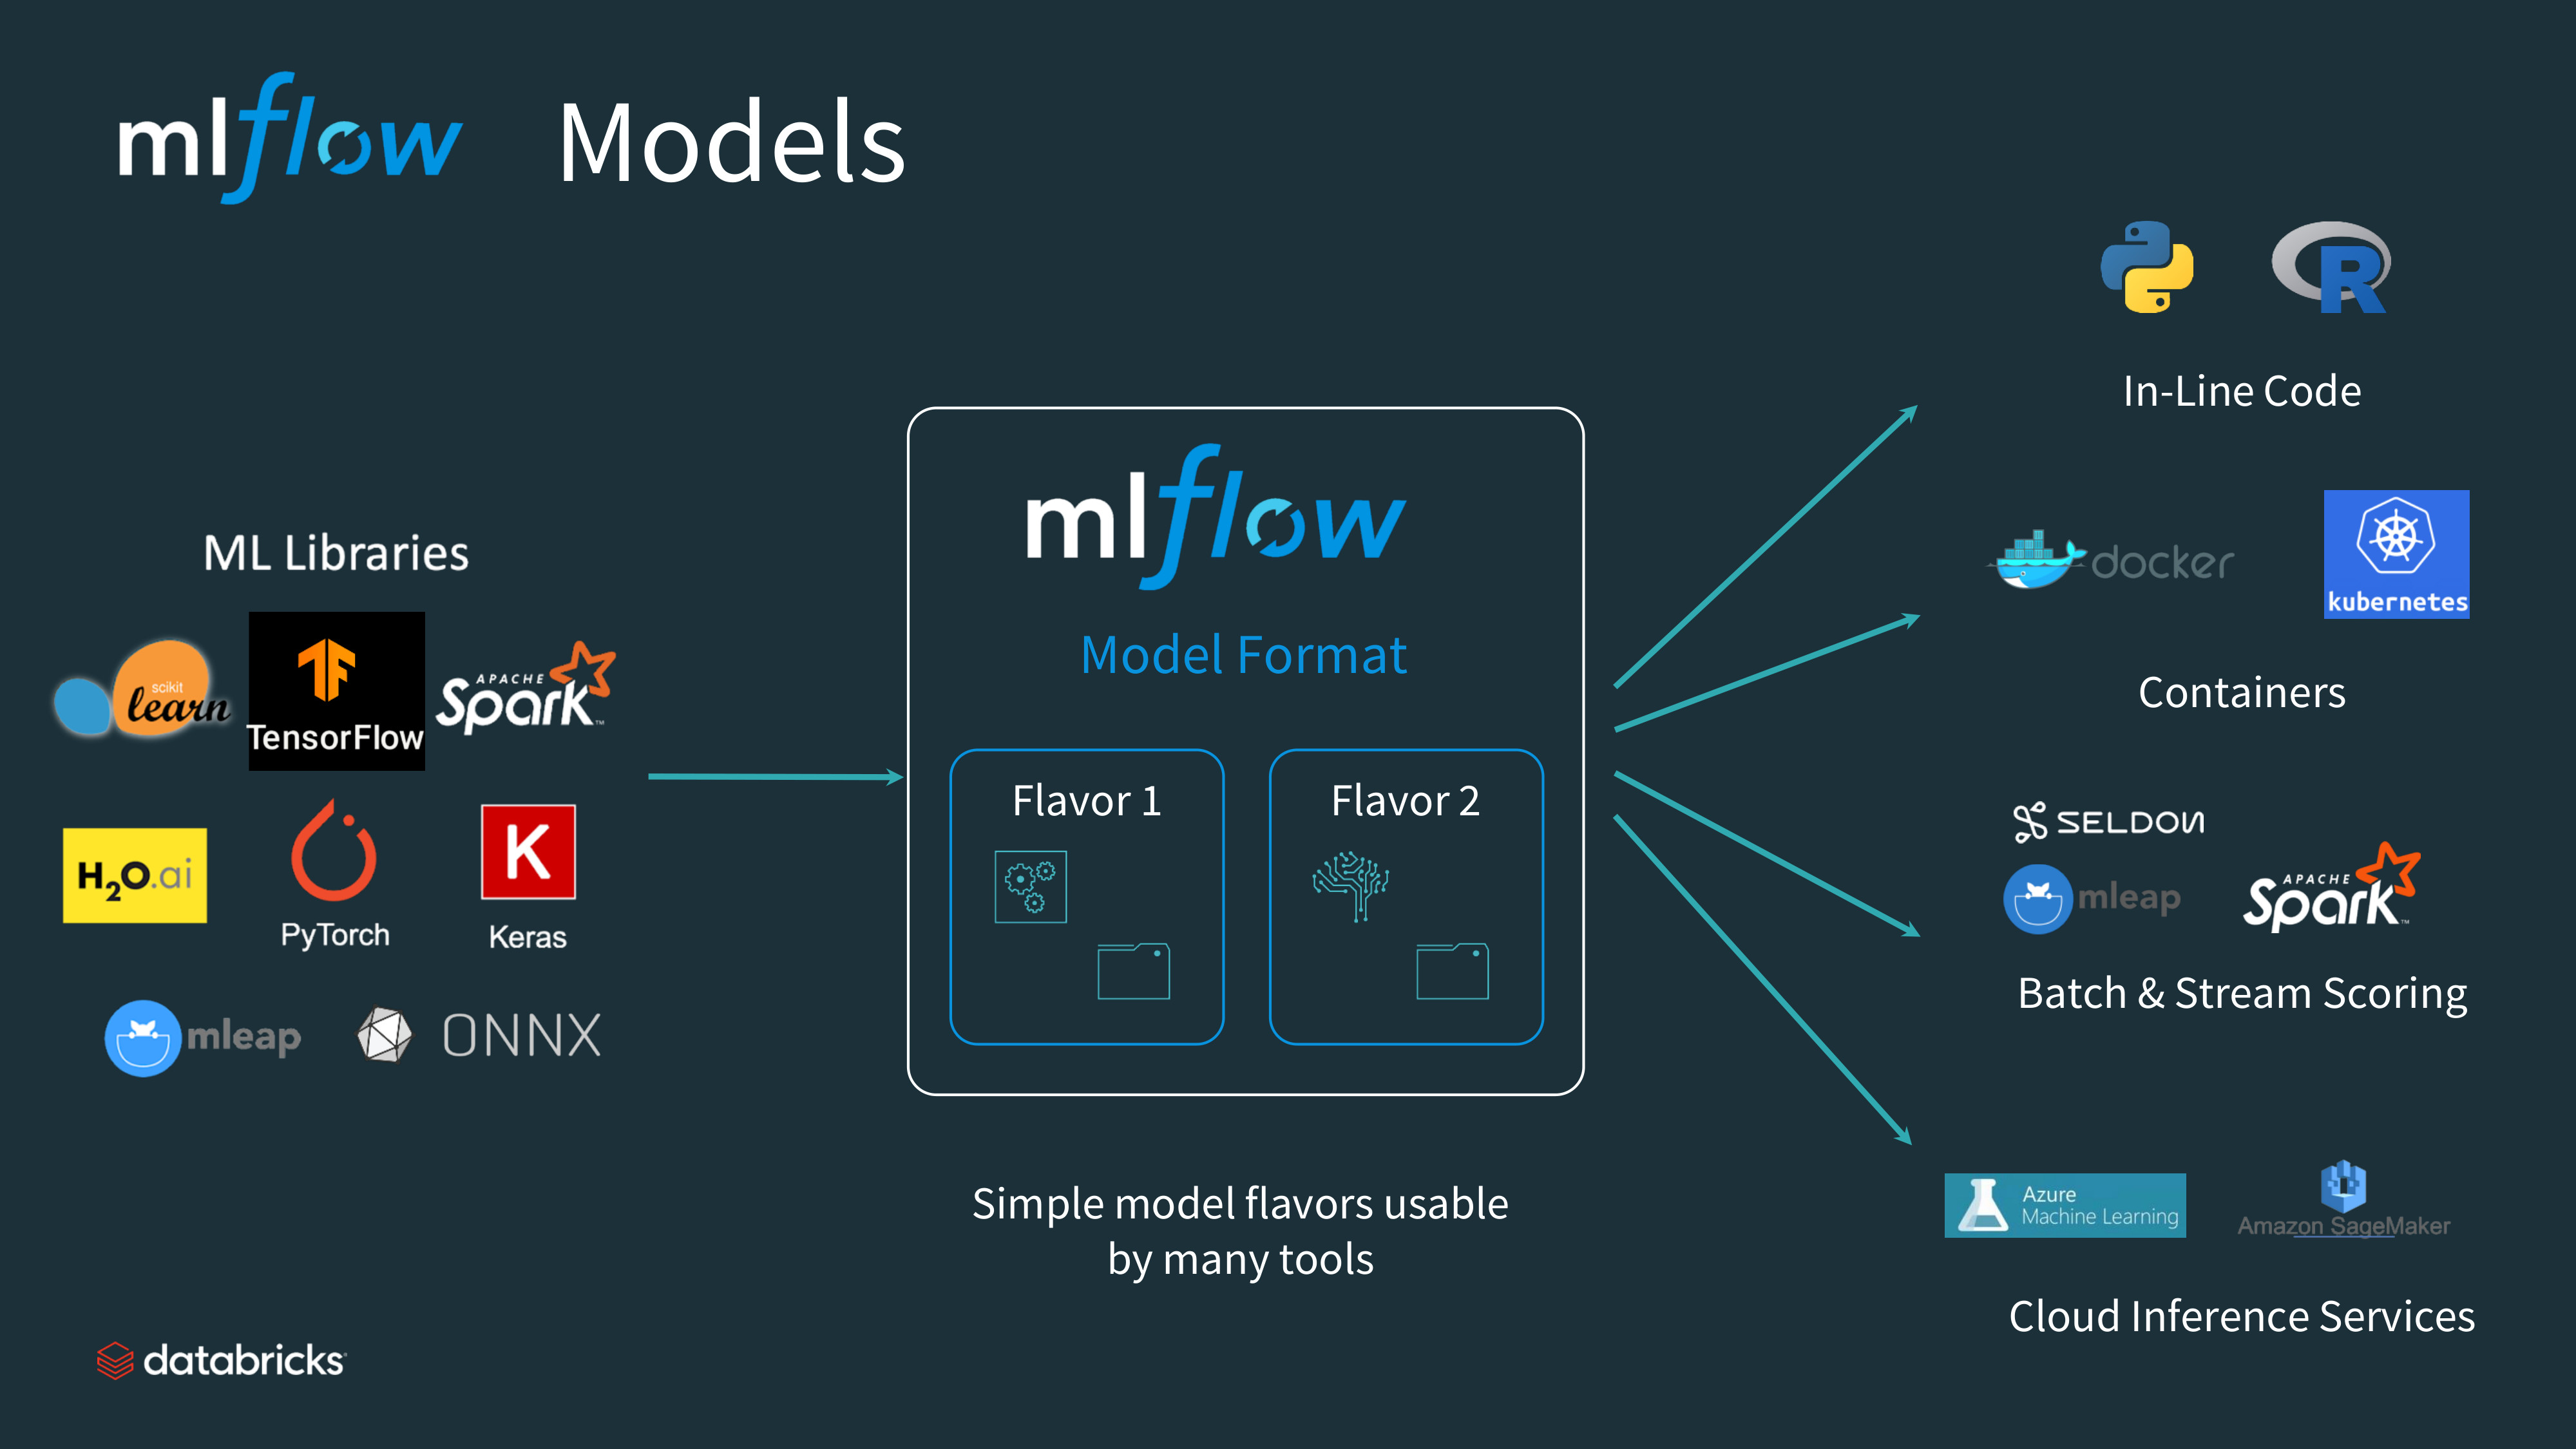 mlflow Models
ML Libraries
scikit
learn
TensorFlow
APACHE
Spark™
H2O.ai
PyTorch
K
Keras
mleap
ONNX
mlflow
Model Format
Flavor 1
Flavor 2
Simple model flavors usable
by many tools
R
In-Line Code
docker
kubernetes
Containers
SELDON
mleap
APACHE
Spark™
Batch & Stream Scoring
Azure
Machine Learning
Amazon SageMaker
Cloud Inference Services
databricks